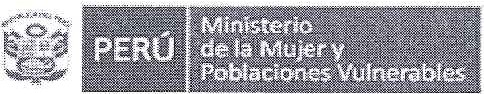 PERÚ
Ministerio
de la Mujer y
Poblaciones Vulnerables